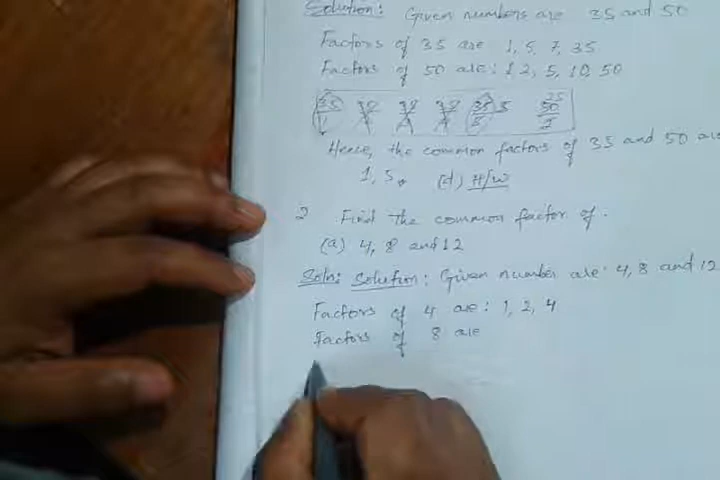 Solution: Given numbers are 35 and 50
Factors of 35 are 1, 5, 7, 35
Factors of 50 are: 1, 2, 5, 10, 50
Hence, the common factors of 35 and 50 are
1, 5, (d) H/W
2 Find the common factor of.
(a) 4, 8 and 12
Soln: Solution: Given number are: 4, 8 and 12
Factors of 4 are: 1, 2, 4
Factors of 8 are